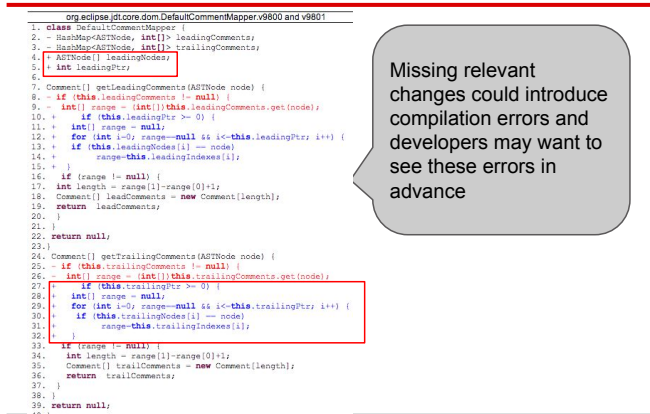 org.eclipse.jdt.core.dom.DefaultCommentMapper.v9800 and v9801
1. class DefaultCommentMapper {
2. - HashMap<ASTNode, int[]> leadingComments;
3. - HashMap<ASTNode, int[]> trailingComments;
4. + ASTNode[] leadingNodes;
5. + int leadingPtr;
7. Comment[] getLeadingComments(ASTNode node) {
8. - if (this.leadingComments != null) {
9. - int[] range = (int[])this.leadingComments.get(node);
10. + if (this.leadingPtr >= 0) {
11. + int[] range = null;
12. + for (int i=0; range==null && i<=this.leadingPtr; i++) {
13. + if (this.leadingNodes[i] == node)
14. + range=this.leadingIndexes[i];
15. + }
16. if (range != null) {
17. int length = range[1]-range[0]+1;
18. Comment[] leadComments = new Comment[length];
19. return leadComments;
20. }
21. }
22. return null;
23.}
24. Comment[] getTrailingComments(ASTNode node) {
25. - if (this.trailingComments != null) {
26. - int[] range = (int[])this.trailingComments.get(node);
27. + if (this.trailingPtr >= 0) {
28. + int[] range = null;
29. + for (int i=0; range==null && i<=this.trailingPtr; i++) {
30. + if (this.trailingNodes[i] == node)
31. + range=this.trailingIndexes[i];
32. + }
33. if (range != null) {
34. int length = range[1]-range[0]+1;
35. Comment[] trailComments = new Comment[length];
36. return trailComments;
37. }
38. }
39. return null;
Missing relevant
changes could introduce
compilation errors and
developers may want to
see these errors in
advance